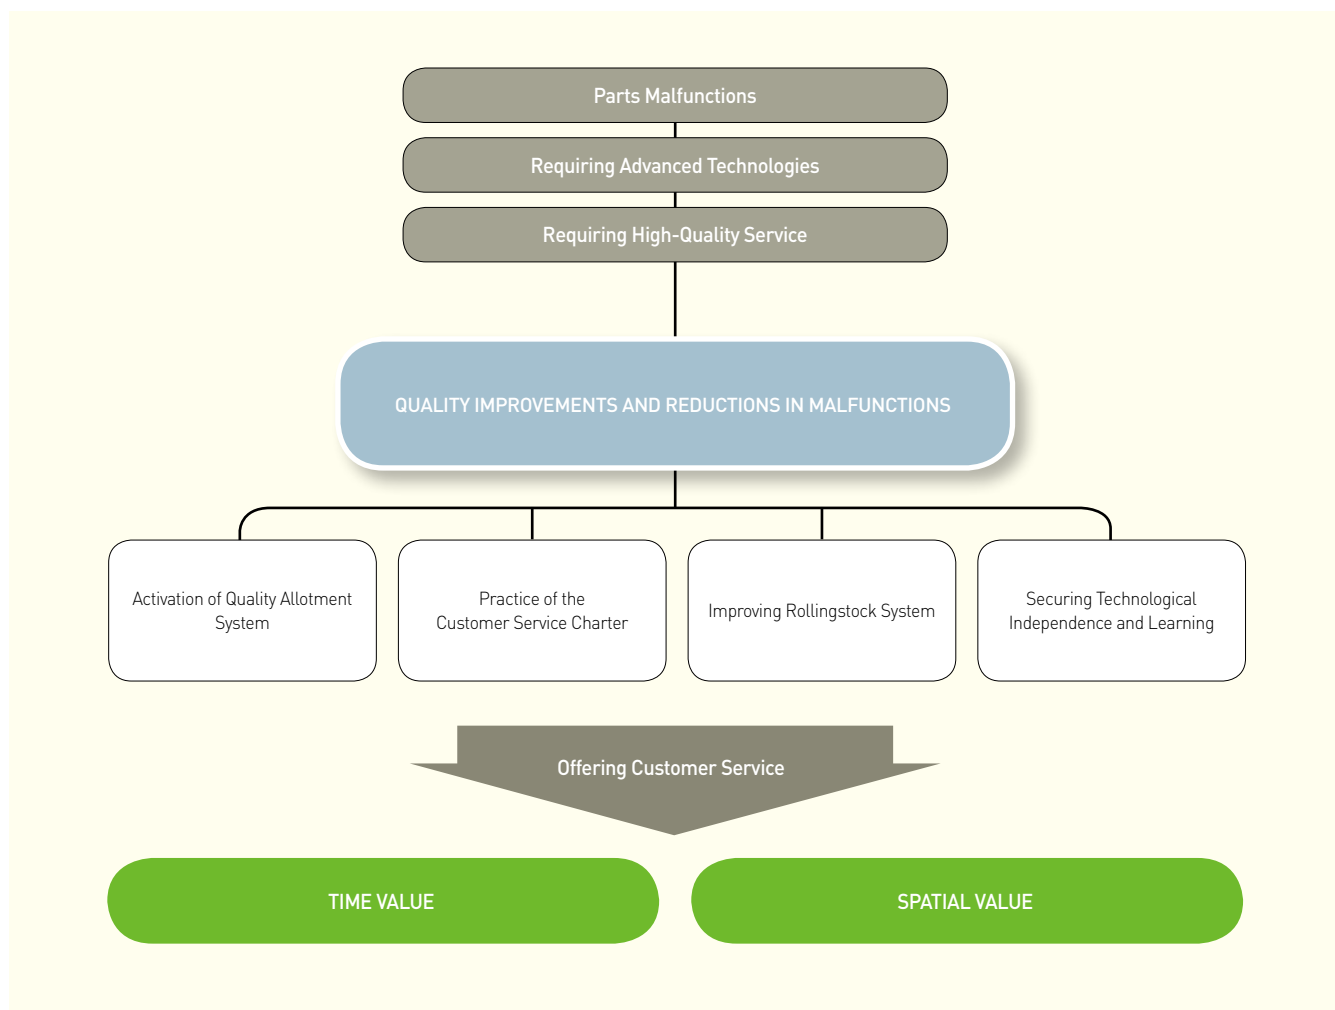 Parts Malfunctions
Requiring Advanced Technologies
Requiring High-Quality Service
QUALITY IMPROVEMENTS AND REDUCTIONS IN MALFUNCTIONS
Activation of Quality Allotment
System
Practice of the
Customer Service Charter
Improving Rollingstock System
Securing Technological
Independence and Learning
Offering Customer Service
TIME VALUE
SPATIAL VALUE